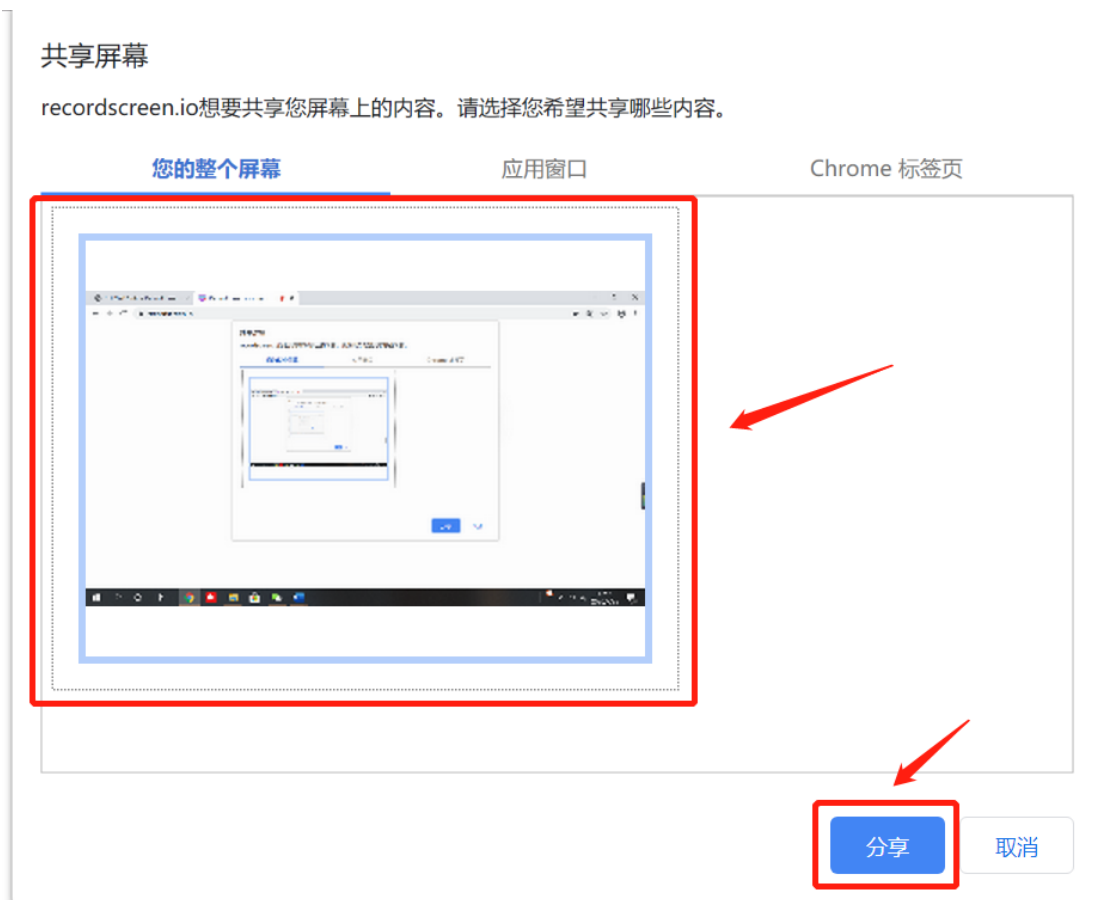 共享屏幕
recordscreen.io想要共享您屏幕上的内容。请选择您希望共享哪些内容。
您的整个屏幕
应用窗口
Chrome 标签页
分享
取消